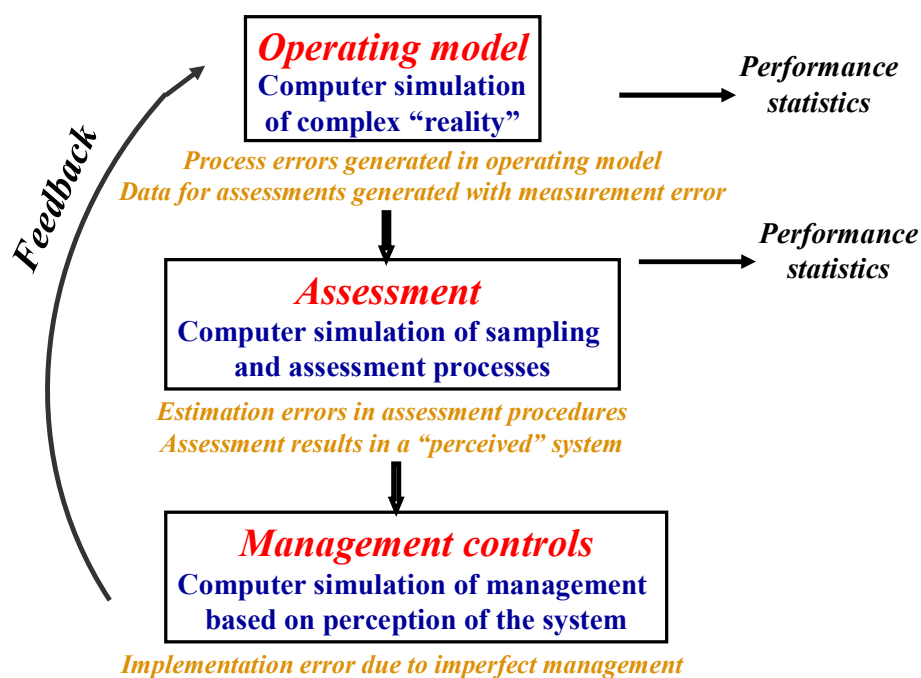 Operating model
Computer simulation
of complex “reality”
Performance
statistics
Process errors generated in operating model
Data for assessments generated with measurement error
Feedback
Performance
statistics
Assessment
Computer simulation of sampling
and assessment processes
Estimation errors in assessment procedures
Assessment results in a “perceived” system
Management controls
Computer simulation of management
based on perception of the system
Implementation error due to imperfect management